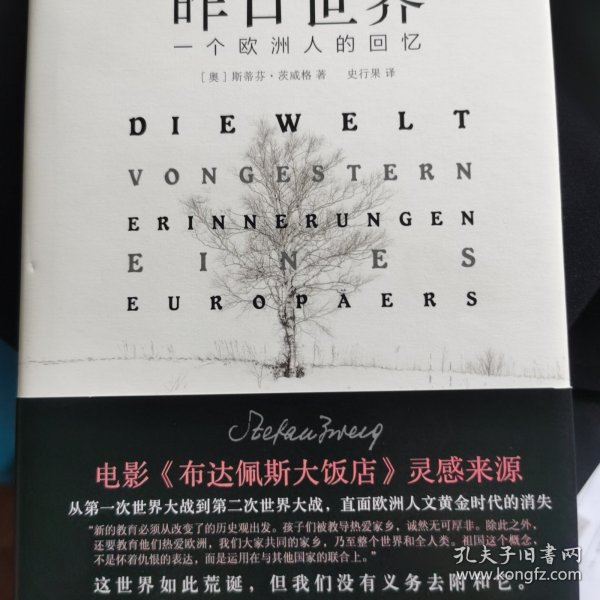 昨日世界
一个欧洲人的回忆
[奥] 斯蒂芬·茨威格 著 史行果 译
DIE WELT
VON GESTERN
ERINNERUNGEN
EINES
EUROPÄERS
Stefan Zweig
电影《布达佩斯大饭店》灵感来源
从第一次世界大战到第二次世界大战，直面欧洲人文黄金时代的消失
“新的教育必须从改变了的历史观出发。孩子们被教导热爱家乡，诚然无可厚非。除此之外，
还要教育他们热爱欧洲，我们大家共同的家乡，乃至整个世界和全人类。祖国这个概念，
不是怀着仇恨的表达，而是运用在与其他国家的联合上。”
这世界如此荒诞，但我们没有义务去附和它。
孔夫子旧书网
www.kongfz.com